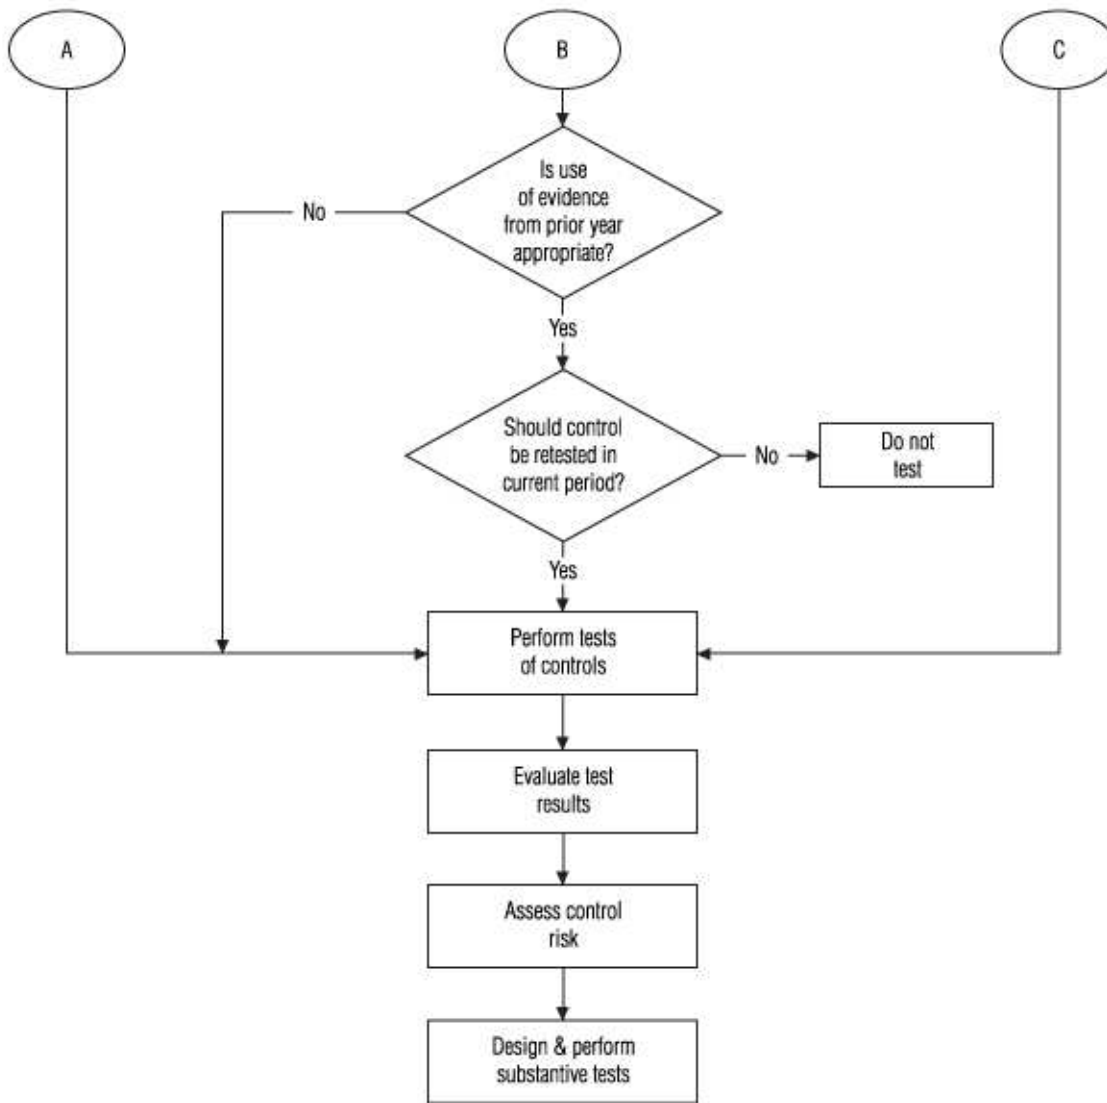 A
B
C
Is use
of evidence
from prior year
appropriate?
No
Yes
Should control
be retested in
current period?
No
Do not
test
Yes
Perform tests
of controls
Evaluate test
results
Assess control
risk
Design & perform
substantive tests